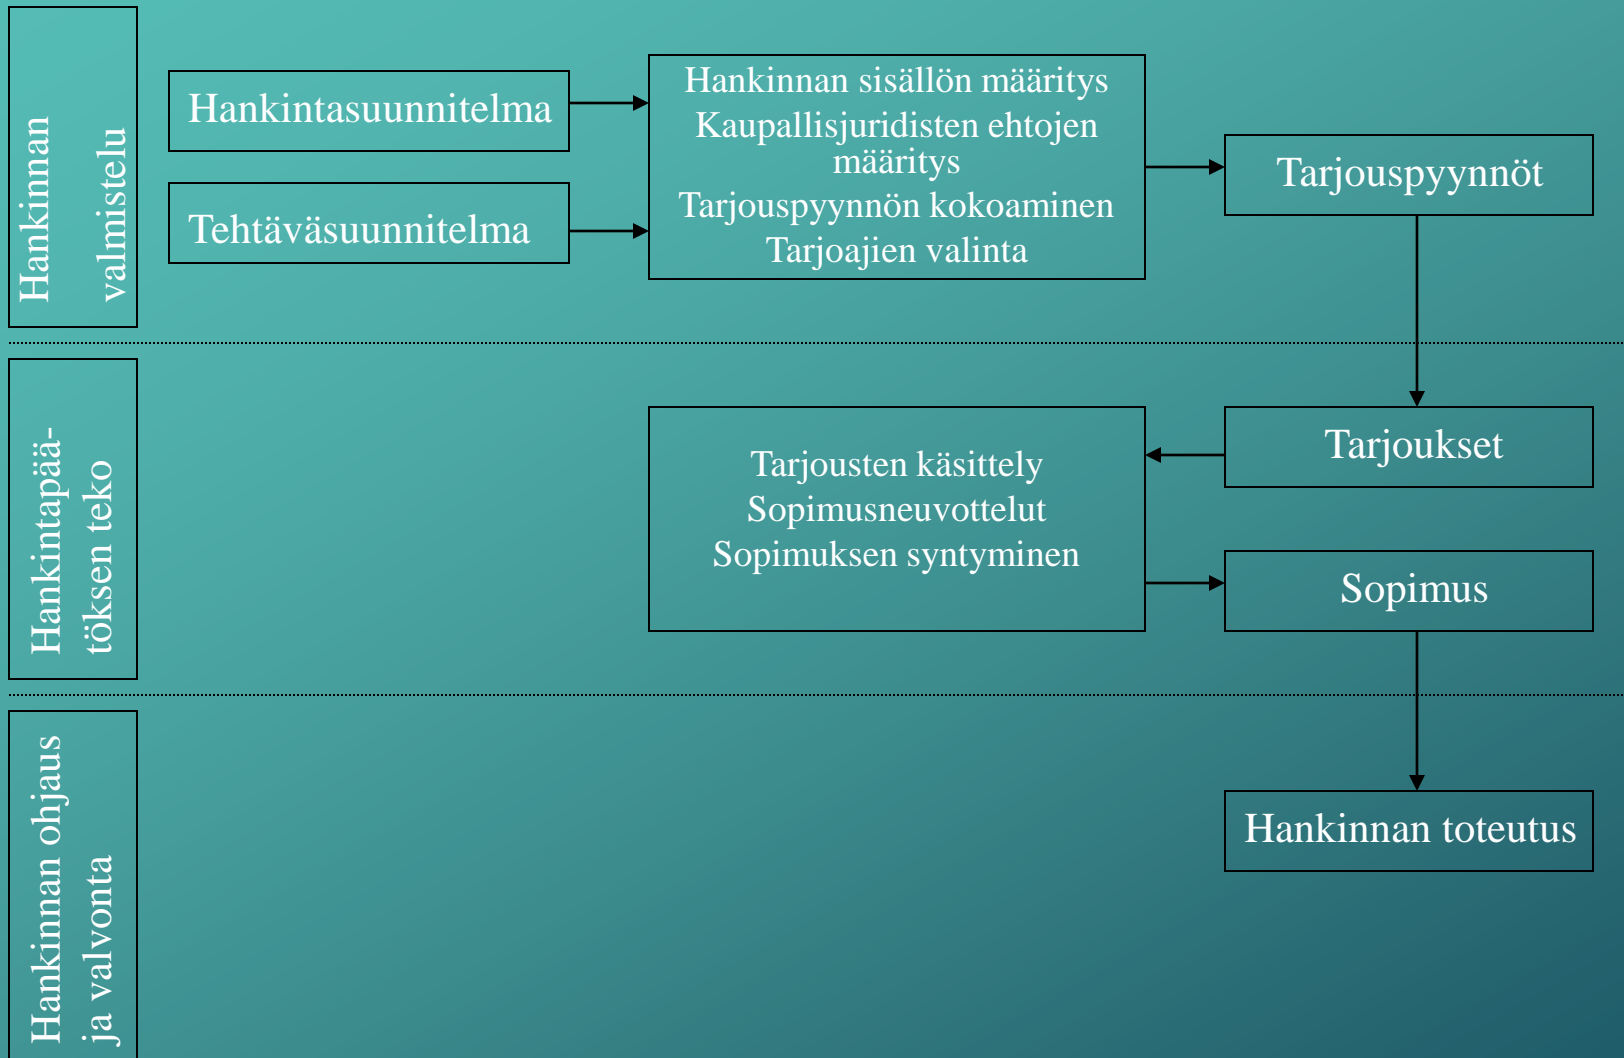 Hankinnan
valmistelu
Hankintasuunnitelma
Tehtäväsuunnitelma
Hankinnan sisällön määritys
Kaupallisjuridisten ehtojen
määritys
Tarjouspyynnön kokoaminen
Tarjoajien valinta
Tarjouspyynnöt
Hankintapää-
töksen teko
Tarjousten käsittely
Sopimusneuvottelut
Sopimuksen syntyminen
Tarjoukset
Sopimus
Hankinnan ohjaus
ja valvonta
Hankinnan toteutus